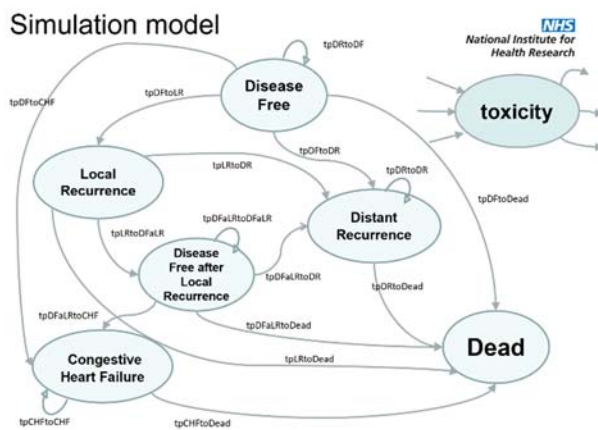 Simulation model
NHS
National Institute for
Health Research
tpDRtoDF
Disease
Free
toxicity
tpDFtoCHF
tpDFtoLR
tpDFtoDR
Local
Recurrence
tpLRtoDR
tpDRtoDR
tpDFtoDead
Distant
Recurrence
tpDFaLRtoDFaLR
tpLRtoDFaLR
Disease
Free after
Local
Recurrence
tpDFaLRtoDR
tpDRtoDead
tpDFaLRtoCHF
tpDFaLRtoDead
Dead
Congestive
Heart Failure
tpLRtoDead
tpCHFtoCHF
tpCHFtoDead